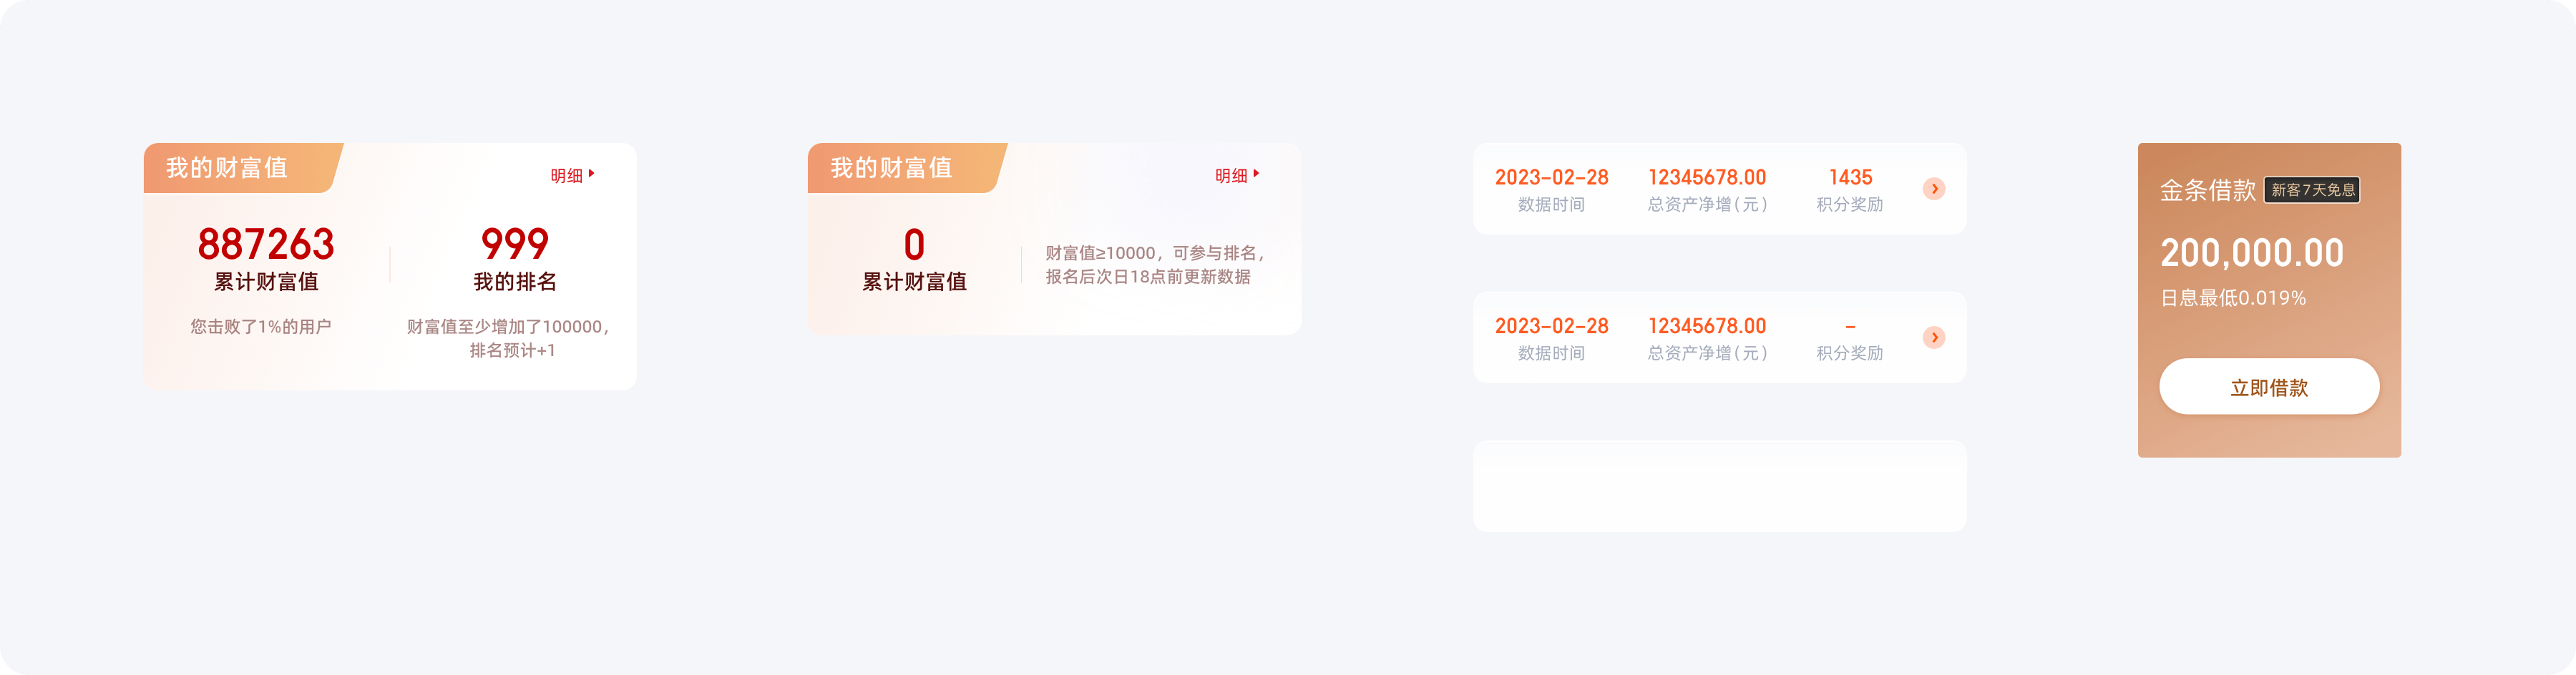 我的财富值
明细
887263
累计财富值
您击败了1%的用户
999
我的排名
财富值至少增加了100000，
排名预计+1
我的财富值
明细
0
累计财富值
财富值≥10000，可参与排名，
报名后次日18点前更新数据
2023-02-28 12345678.00 1435
数据时间 总资产净增(元) 积分奖励
2023-02-28 12345678.00 -
数据时间 总资产净增(元) 积分奖励
金条借款 新客7天免息
200,000.00
日息最低0.019%
立即借款